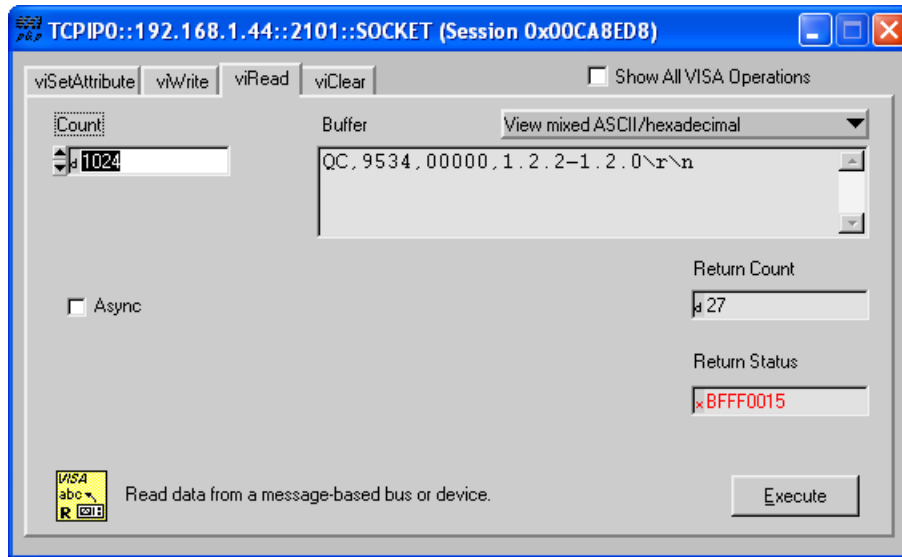 TCPIP0::192.168.1.44::2101::SOCKET (Session 0x00CA8ED8)
viSetAttribute viWrite viRead viClear Show All VISA Operations
Count Buffer View mixed ASCII/hexadecimal
d 1024
QC,9534,00000,1.2.2-1.2.0\r\n
Return Count
Async
d 27
Return Status
x BFFF0015
VISA
abc
R
Read data from a message-based bus or device.
Execute